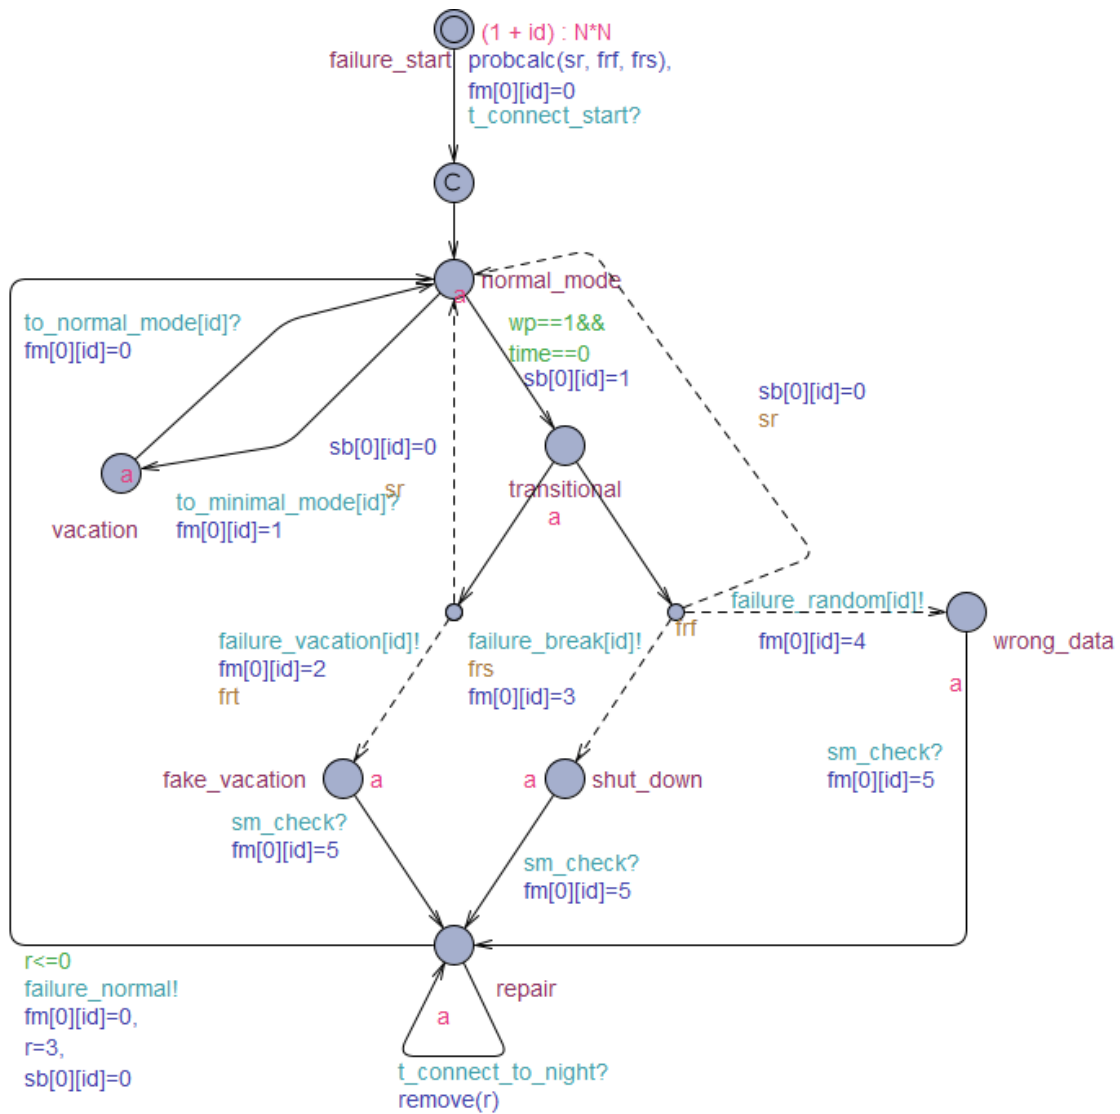 (1 + id) : N*N
failure_start
probcalc(sr, frf, frs),
fm[0][id]=0
t_connect_start?
C
normal_mode
a
to_normal_mode[id]?
fm[0][id]=0
wp==1&&
time==0
sb[0][id]=1
sb[0][id]=0
sr
sb[0][id]=0
sr
a
vacation
to_minimal_mode[id]?
fm[0][id]=1
transitional
a
failure_vacation[id]!
fm[0][id]=2
frt
failure_break[id]!
frs
fm[0][id]=3
frf
failure_random[id]!
fm[0][id]=4
wrong_data
a
fake_vacation
a
a
shut_down
sm_check?
fm[0][id]=5
sm_check?
fm[0][id]=5
sm_check?
fm[0][id]=5
r<=0
failure_normal!
fm[0][id]=0,
r=3,
sb[0][id]=0
repair
a
t_connect_to_night?
remove(r)